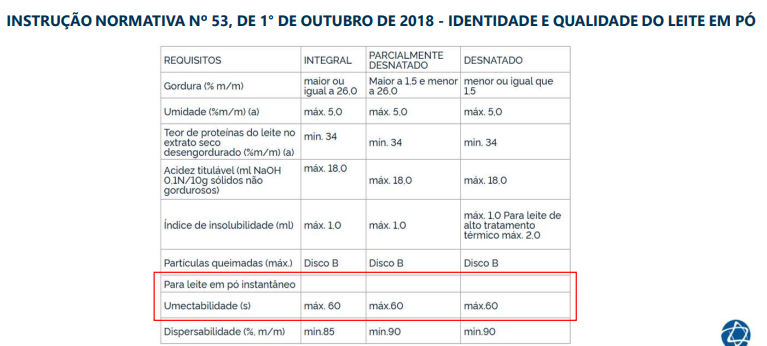 INSTRUÇÃO NORMATIVA Nº 53, DE 1° DE OUTUBRO DE 2018 - IDENTIDADE E QUALIDADE DO LEITE EM PÓ
REQUISITOS INTEGRAL PARCIALMENTE DESNATADO DESNATADO
Gordura (% m/m) maior ou igual a 26,0 Maior a 1.5 e menor a 26,0 menor ou igual que 1,5
Umidade (%m/m) (a) máx. 5,0 máx. 5,0 máx. 5,0
Teor de proteínas do leite no extrato seco desengordurado (%m/m) (a) min. 34 mín. 34 min. 34
Acidez titulável (ml NaOH 0,1N/10g sólidos não gordurosos) máx. 18,0 máx. 18,0 máx. 18,0
Índice de insolubilidade (ml) máx. 1,0 máx. 1,0 máx. 1,0 Para leite de alto tratamento térmico máx. 2,0
Partículas queimadas (máx.) Disco B Disco B Disco B
Para leite em pó instantâneo
Umectabilidade (s) máx. 60 máx.60 máx.60
Dispersabilidade (%, m/m) min.85 mín.90 min.90